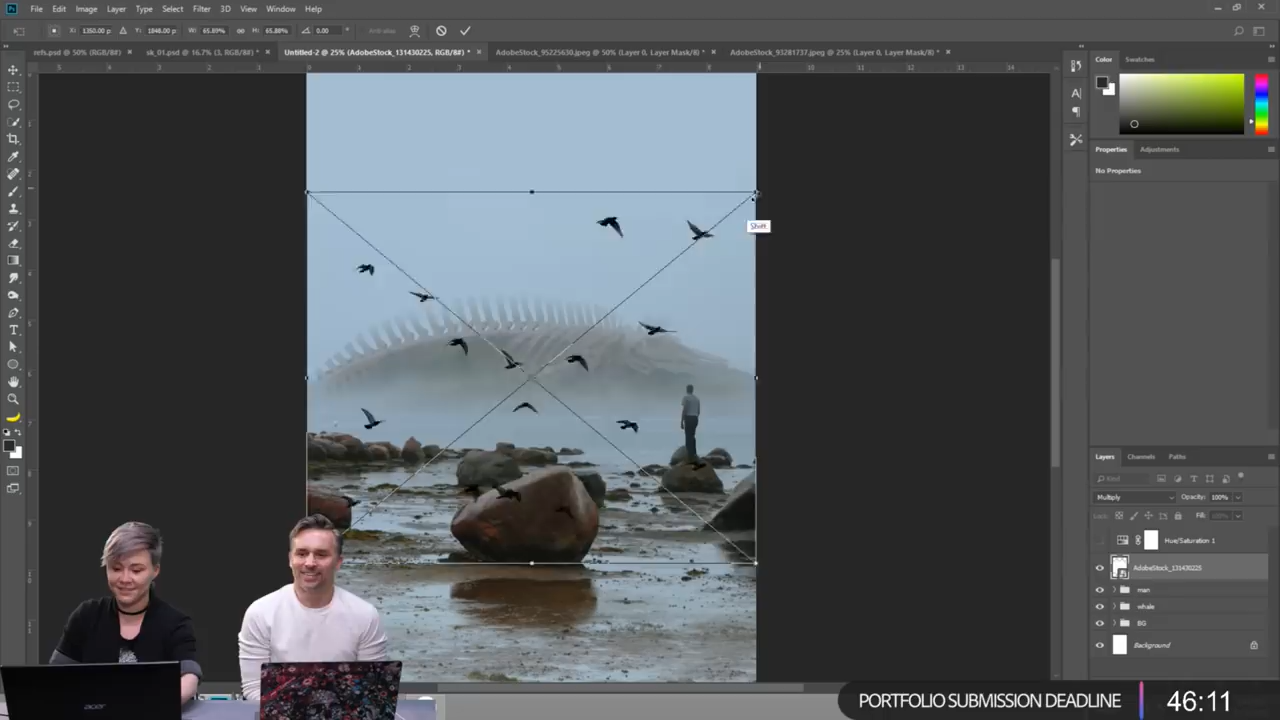 File Edit Image Layer Type Select Filter 3D View Window Help
X: 1350.00 p Y: 1848.00 p W: 65.89% H: 65.88% 0.00 Anti-alias
refs.psd @ 50% (RGB/8#) × sk_01.psd @ 16.7% (3, RGB/8#) * × Untitled-2 @ 25% (AdobeStock_131430225, RGB/8#) * × AdobeStock_95225630.jpeg @ 50% (Layer 0, Layer Mask/8) * × AdobeStock_93281737.jpeg @ 25% (Layer 0, Layer Mask/8) * ×
Color Swatches
Properties Adjustments
No Properties
Shift
Layers Channels Paths
Kind
Multiply Opacity: 100%
Lock: Fill:
Hue/Saturation 1
AdobeStock_131430225
man
whale
BG
Background
acer
PORTFOLIO SUBMISSION DEADLINE 46:11